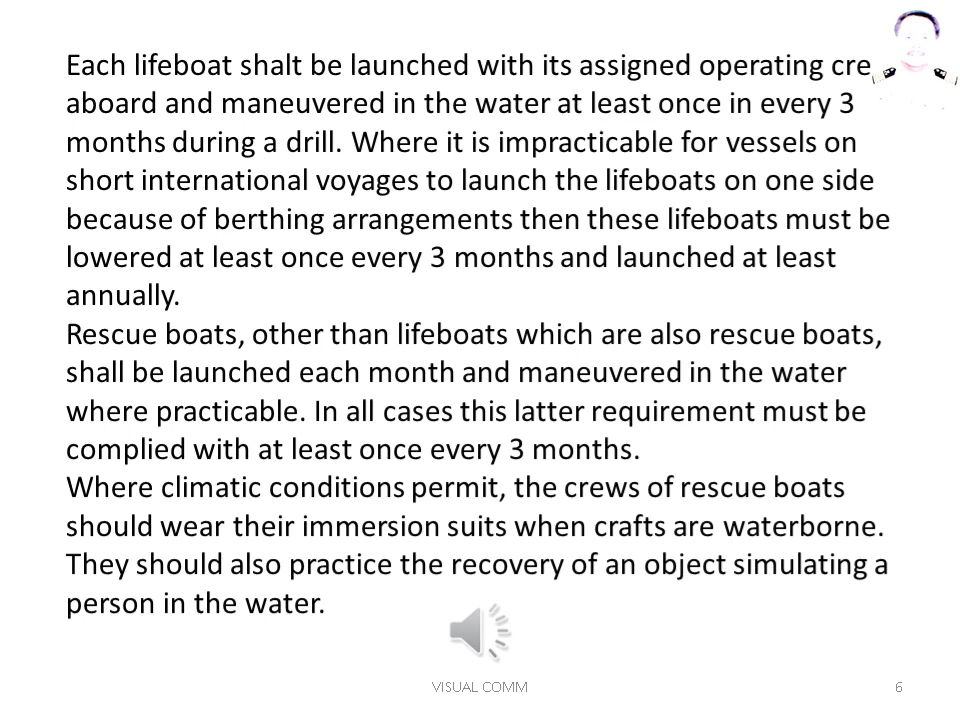 Each lifeboat shalt be launched with its assigned operating cre
aboard and maneuvered in the water at least once in every 3
months during a drill. Where it is impracticable for vessels on
short international voyages to launch the lifeboats on one side
because of berthing arrangements then these lifeboats must be
lowered at least once every 3 months and launched at least
annually.
Rescue boats, other than lifeboats which are also rescue boats,
shall be launched each month and maneuvered in the water
where practicable. In all cases this latter requirement must be
complied with at least once every 3 months.
Where climatic conditions permit, the crews of rescue boats
should wear their immersion suits when crafts are waterborne.
They should also practice the recovery of an object simulating a
person in the water.
VISUAL COMM
6